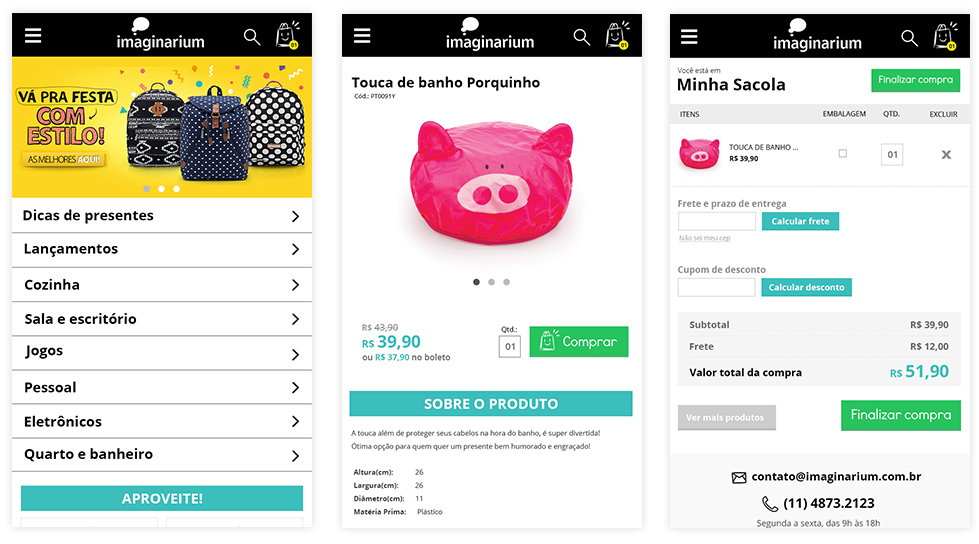 imaginarium
01
VÁ PRA FESTA
COM
ESTILO!
AS MELHORES AQUI!
Dicas de presentes
Lançamentos
Cozinha
Sala e escritório
Jogos
Pessoal
Eletrônicos
Quarto e banheiro
APROVEITE!
imaginarium
01
Touca de banho Porquinho
Cód.: PT0091Y
R$ 43,90
R$ 39,90
ou R$ 37,90 no boleto
Qtd.:
01
Comprar
SOBRE O PRODUTO
A touca além de proteger seus cabelos na hora do banho, é super divertida!
Ótima opção para quem quer um presente bem humorado e engraçado!
Altura(cm): 26
Largura(cm): 26
Diâmetro(cm): 11
Matéria Prima: Plástico
imaginarium
01
Você está em
Minha Sacola
Finalizar compra
ITENS EMBALAGEM QTD. EXCLUIR
TOUCA DE BANHO ...
R$ 39,90
01
Frete e prazo de entrega
Calcular frete
Não sei meu cep
Cupom de desconto
Calcular desconto
Subtotal R$ 39,90
Frete R$ 12,00
Valor total da compra R$ 51,90
Ver mais produtos
Finalizar compra
contato@imaginarium.com.br
(11) 4873.2123
Segunda a sexta, das 9h às 18h